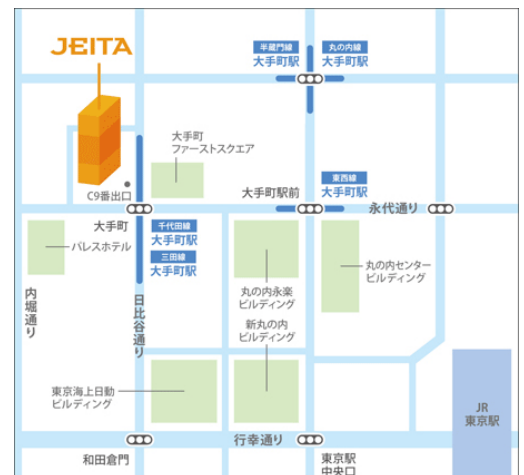 JEITA
半蔵門線
大手町駅
丸の内線
大手町駅
大手町
ファーストスクエア
C9番出口
大手町駅前
東西線
大手町駅
永代通り
大手町
パレスホテル
千代田線
大手町駅
三田線
大手町駅
丸の内センター
ビルディング
内堀通り
日比谷通り
丸の内永楽
ビルディング
新丸の内
ビルディング
東京海上日動
ビルディング
JR
東京駅
行幸通り
和田倉門
東京駅
中央口